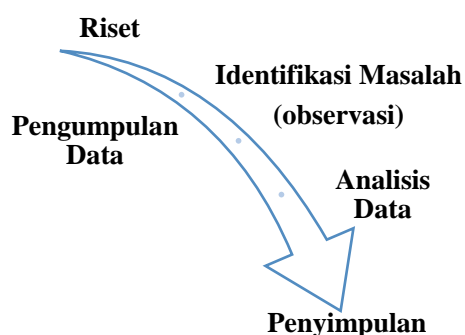 Riset
Identifikasi Masalah
(observasi)
Pengumpulan
Data
Analisis
Data
Penyimpulan